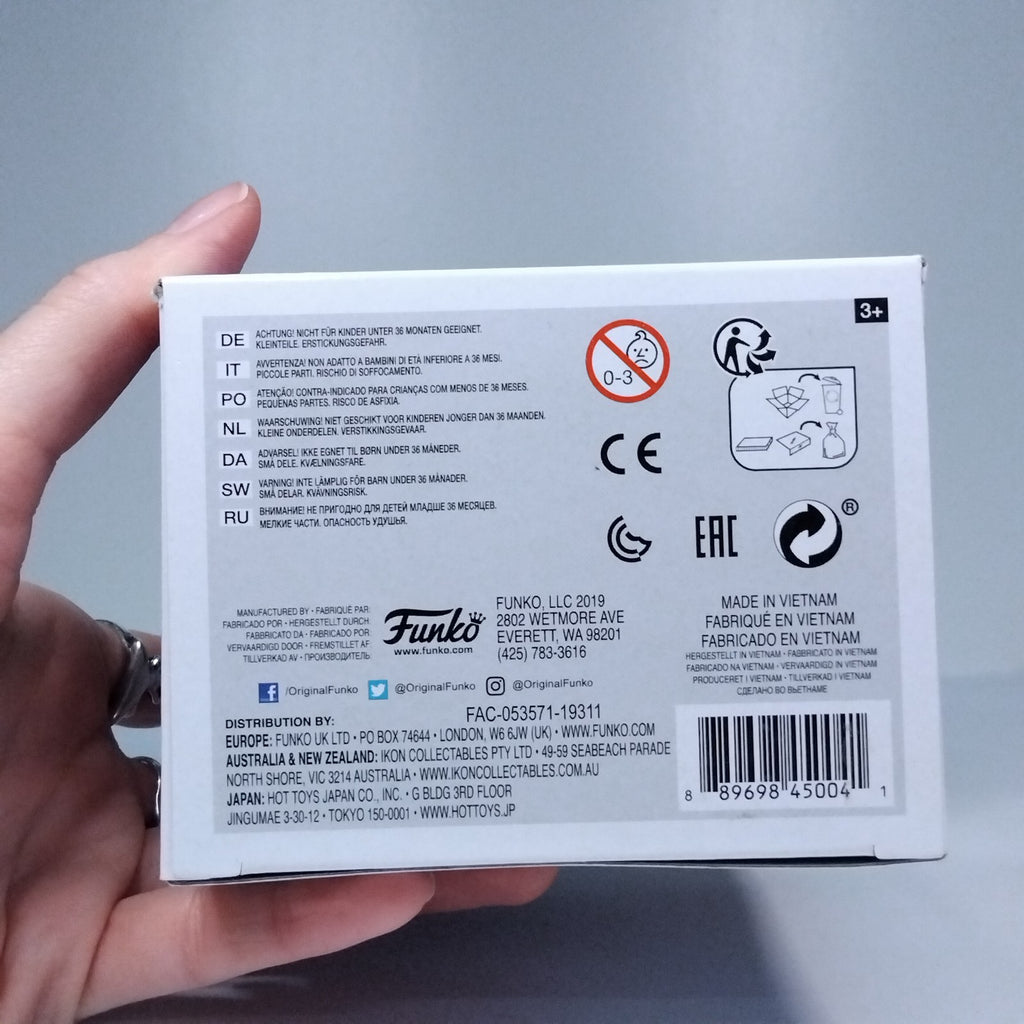 3+
DE ACHTUNG! NICHT FÜR KINDER UNTER 36 MONATEN GEEIGNET.
KLEINTEILE. ERSTICKUNGSGEFAHR.
IT AVVERTENZA! NON ADATTO A BAMBINI DI ETÀ INFERIORE A 36 MESI.
PICCOLE PARTI. RISCHIO DI SOFFOCAMENTO.
PO ATENÇÃO! CONTRA-INDICADO PARA CRIANÇAS COM MENOS DE 36 MESES.
PEQUENAS PARTES. RISCO DE ASFIXIA.
NL WAARSCHUWING! NIET GESCHIKT VOOR KINDEREN JONGER DAN 36 MAANDEN.
KLEINE ONDERDELEN. VERSTIKKINGSGEVAAR.
DA ADVARSEL! IKKE EGNET TIL BØRN UNDER 36 MÅNEDER.
SMÅ DELE. KVÆLNINGSFARE.
SW VARNING! INTE LÄMPLIG FÖR BARN UNDER 36 MÅNADER.
SMÅ DELAR. KVÄVNINGSRISK.
RU ВНИМАНИЕ! НЕ ПРИГОДНО ДЛЯ ДЕТЕЙ МЛАДШЕ 36 МЕСЯЦЕВ.
МЕЛКИЕ ЧАСТИ. ОПАСНОСТЬ УДУШЬЯ.
0-3
CE
EAC
®
MANUFACTURED BY • FABRIQUÉ PAR:
FABRICADO POR • HERGESTELLT DURCH:
FABBRICATO DA • FABRICADO POR:
VERVAARDIGD DOOR • FREMSTILLET AF:
TILLVERKAD AV • ПРОИЗВОДИТЕЛЬ:
Funko
www.funko.com
FUNKO, LLC 2019
2802 WETMORE AVE
EVERETT, WA 98201
(425) 783-3616
MADE IN VIETNAM
FABRIQUÉ EN VIETNAM
FABRICADO EN VIETNAM
HERGESTELLT IN VIETNAM • FABBRICATO IN VIETNAM
FABRICADO NA VIETNAM • VERVAARDIGD IN VIETNAM
PRODUCERET I VIETNAM • TILLVERKAD I VIETNAM
СДЕЛАНО ВО ВЬЕТНАМЕ
/OriginalFunko @OriginalFunko @OriginalFunko
FAC-053571-19311
DISTRIBUTION BY:
EUROPE: FUNKO UK LTD • PO BOX 74644 • LONDON, W6 6JW (UK) • WWW.FUNKO.COM
AUSTRALIA & NEW ZEALAND: IKON COLLECTABLES PTY LTD • 49-59 SEABEACH PARADE
NORTH SHORE, VIC 3214 AUSTRALIA • WWW.IKONCOLLECTABLES.COM.AU
JAPAN: HOT TOYS JAPAN CO., INC. • G BLDG 3RD FLOOR
JINGUMAE 3-30-12 • TOKYO 150-0001 • WWW.HOTTOYS.JP
8 89698 45004 1